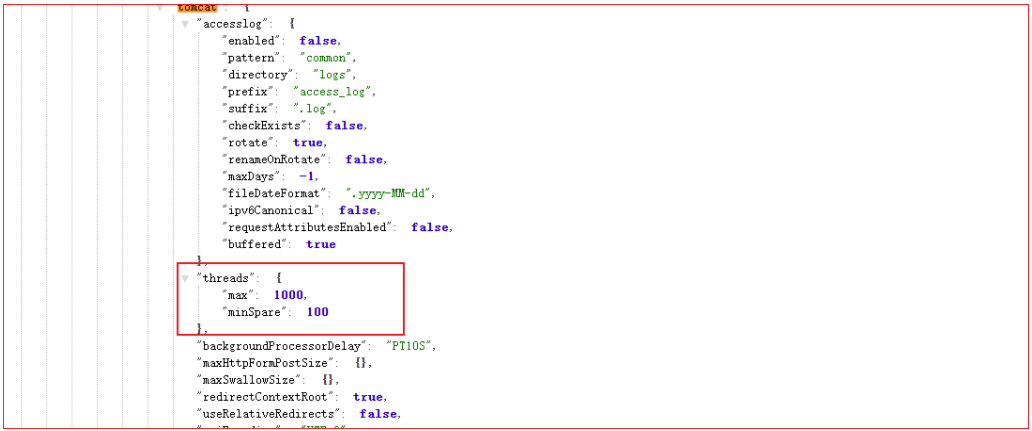 tomcat": {
"accesslog": {
"enabled": false,
"pattern": "common",
"directory": "logs",
"prefix": "access_log",
"suffix": ".log",
"checkExists": false,
"rotate": true,
"renameOnRotate": false,
"maxDays": -1,
"fileDateFormat": ".yyyy-MM-dd",
"ipv6Canonical": false,
"requestAttributesEnabled": false,
"buffered": true
},
"threads": {
"max": 1000,
"minSpare": 100
},
"backgroundProcessorDelay": "PT10S",
"maxHttpFormPostSize": {},
"maxSwallowSize": {},
"redirectContextRoot": true,
"useRelativeRedirects": false,